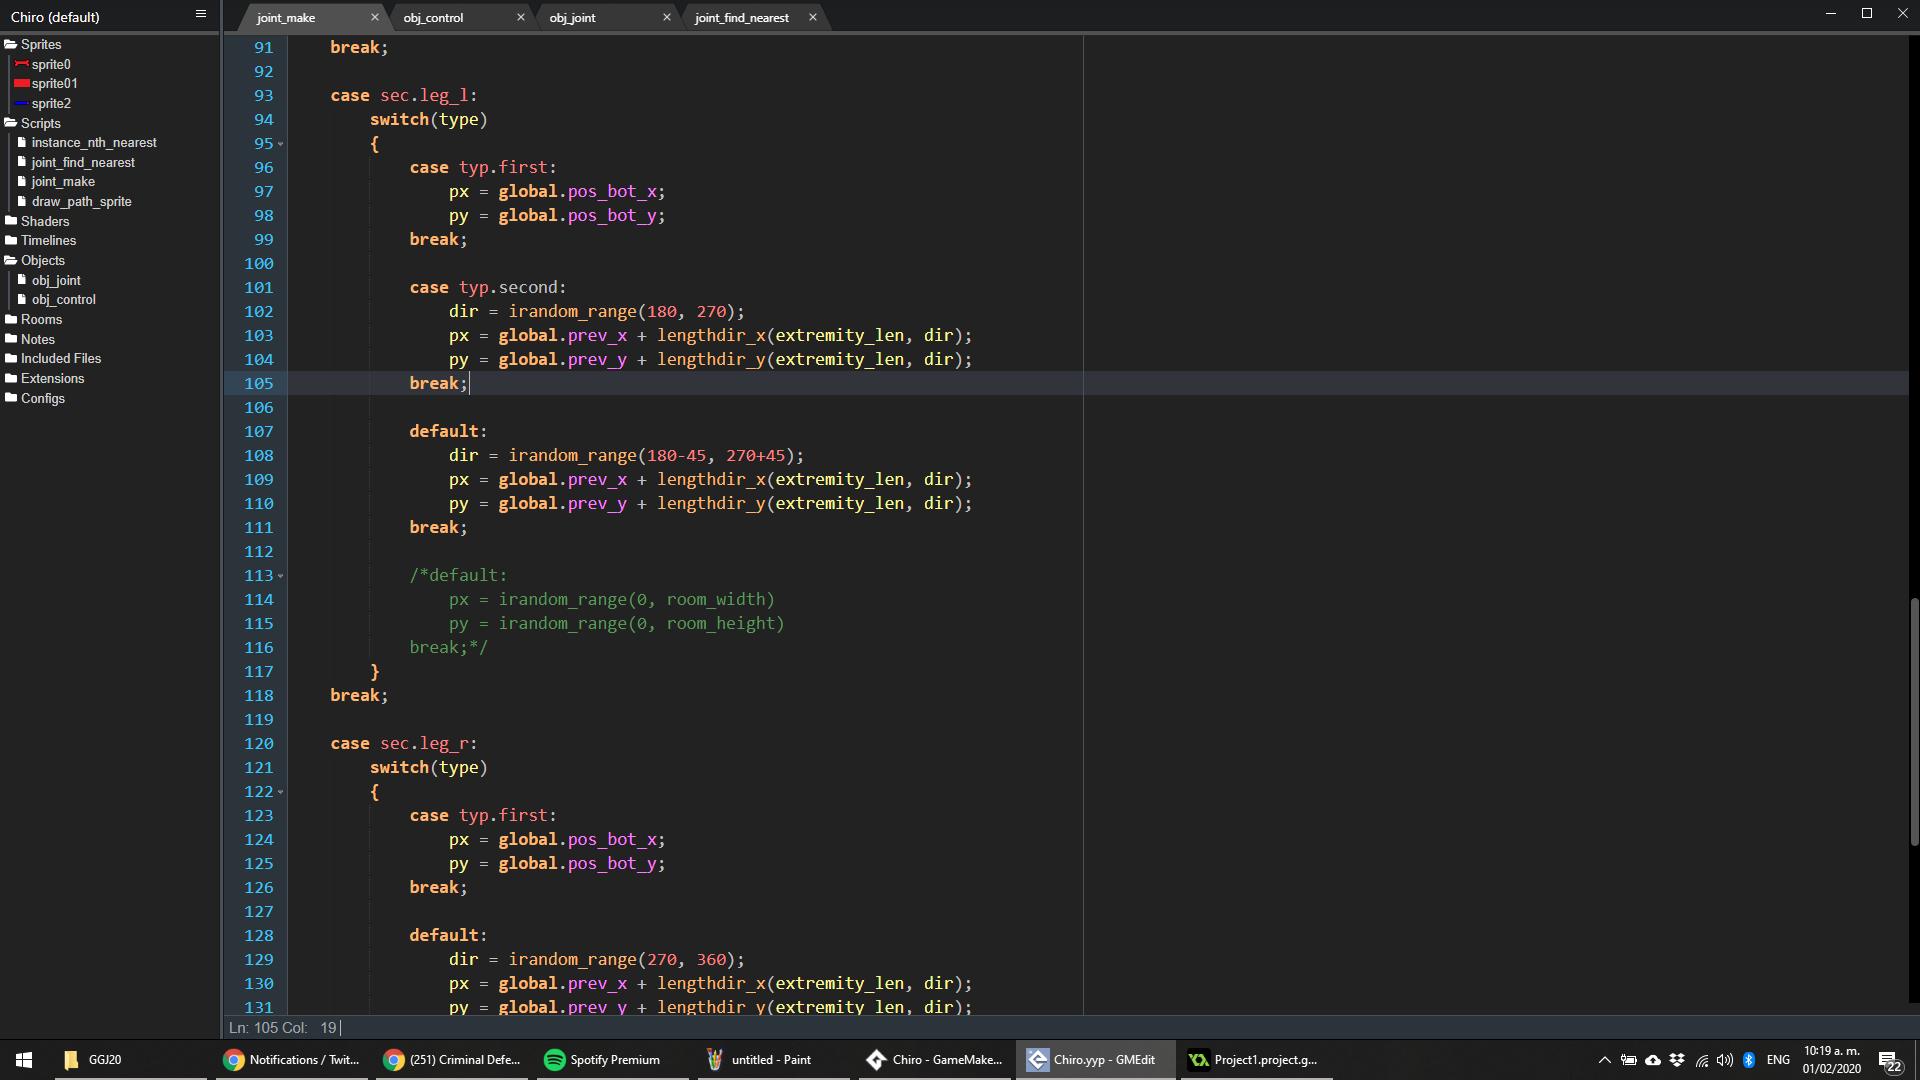 Chiro (default)
joint_make
obj_control
obj_joint
joint_find_nearest
Sprites
sprite0
sprite01
sprite2
Scripts
instance_nth_nearest
joint_find_nearest
joint_make
draw_path_sprite
Shaders
Timelines
Objects
obj_joint
obj_control
Rooms
Notes
Included Files
Extensions
Configs
91 break;
92
93 case sec.leg_l:
94 switch(type)
95 {
96 case typ.first:
97 px = global.pos_bot_x;
98 py = global.pos_bot_y;
99 break;
100
101 case typ.second:
102 dir = irandom_range(180, 270);
103 px = global.prev_x + lengthdir_x(extremity_len, dir);
104 py = global.prev_y + lengthdir_y(extremity_len, dir);
105 break;
106
107 default:
108 dir = irandom_range(180-45, 270+45);
109 px = global.prev_x + lengthdir_x(extremity_len, dir);
110 py = global.prev_y + lengthdir_y(extremity_len, dir);
111 break;
112
113 /*default:
114 px = irandom_range(0, room_width)
115 py = irandom_range(0, room_height)
116 break;*/
117 }
118 break;
119
120 case sec.leg_r:
121 switch(type)
122 {
123 case typ.first:
124 px = global.pos_bot_x;
125 py = global.pos_bot_y;
126 break;
127
128 default:
129 dir = irandom_range(270, 360);
130 px = global.prev_x + lengthdir_x(extremity_len, dir);
131 py = global.prev_y + lengthdir_y(extremity_len, dir);
Ln: 105 Col: 19
GGJ20
Notifications / Twit...
(251) Criminal Defe...
Spotify Premium
untitled - Paint
Chiro - GameMake...
Chiro.yyp - GMEdit
Project1.project.g...
ENG
10:19 a. m.
01/02/2020
22